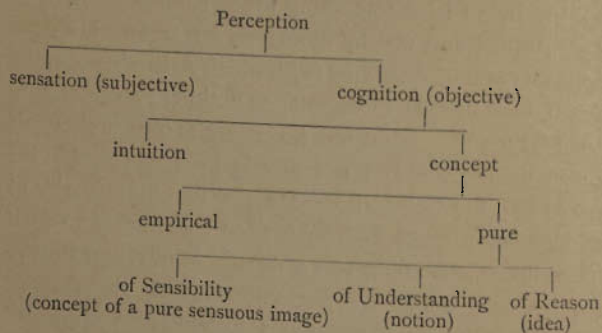 Perception
sensation (subjective)
cognition (objective)
intuition
concept
empirical
pure
of Sensibility
(concept of a pure sensuous image)
of Understanding
(notion)
of Reason
(idea)